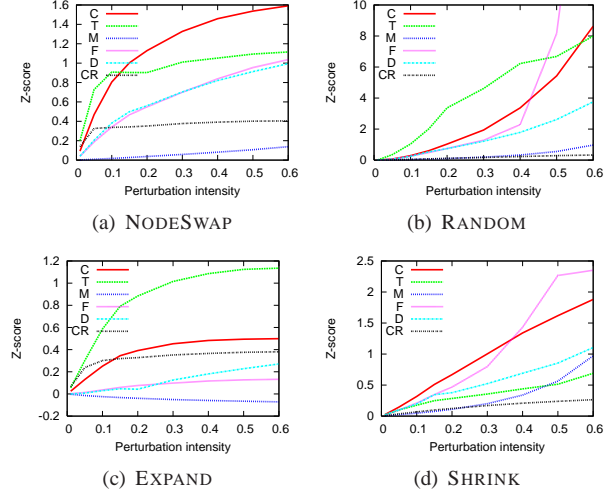 1.6
1.4
1.2
1
0.8
0.6
0.4
0.2
0
Z-score
C
T
M
F
D
CR
0 0.1 0.2 0.3 0.4 0.5 0.6
Perturbation intensity
(a) NODESWAP
10
8
6
4
2
0
Z-score
C
T
M
F
D
CR
0 0.1 0.2 0.3 0.4 0.5 0.6
Perturbation intensity
(b) RANDOM
1.2
1
0.8
0.6
0.4
0.2
0
-0.2
Z-score
C
T
M
F
D
CR
0 0.1 0.2 0.3 0.4 0.5 0.6
Perturbation intensity
(c) EXPAND
2.5
2
1.5
1
0.5
0
Z-score
C
T
M
F
D
CR
0 0.1 0.2 0.3 0.4 0.5 0.6
Perturbation intensity
(d) SHRINK